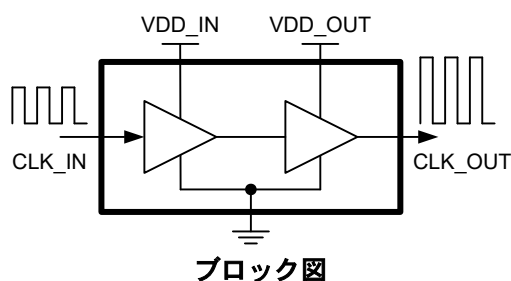 VDD_IN
VDD_OUT
CLK_IN
CLK_OUT
ブロック図